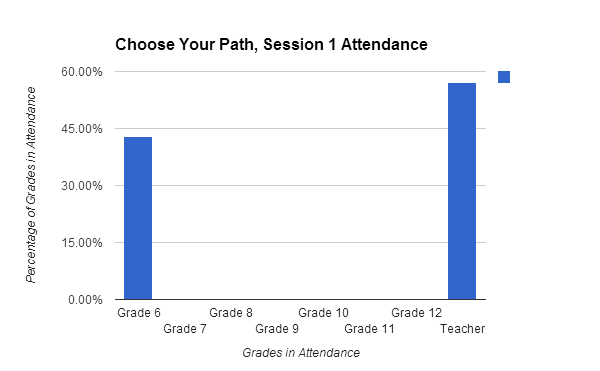 Choose Your Path, Session 1 Attendance
60.00%
45.00%
30.00%
15.00%
0.00%
Percentage of Grades in Attendance
Grade 6
Grade 7
Grade 8
Grade 9
Grade 10
Grade 11
Grade 12
Teacher
Grades in Attendance